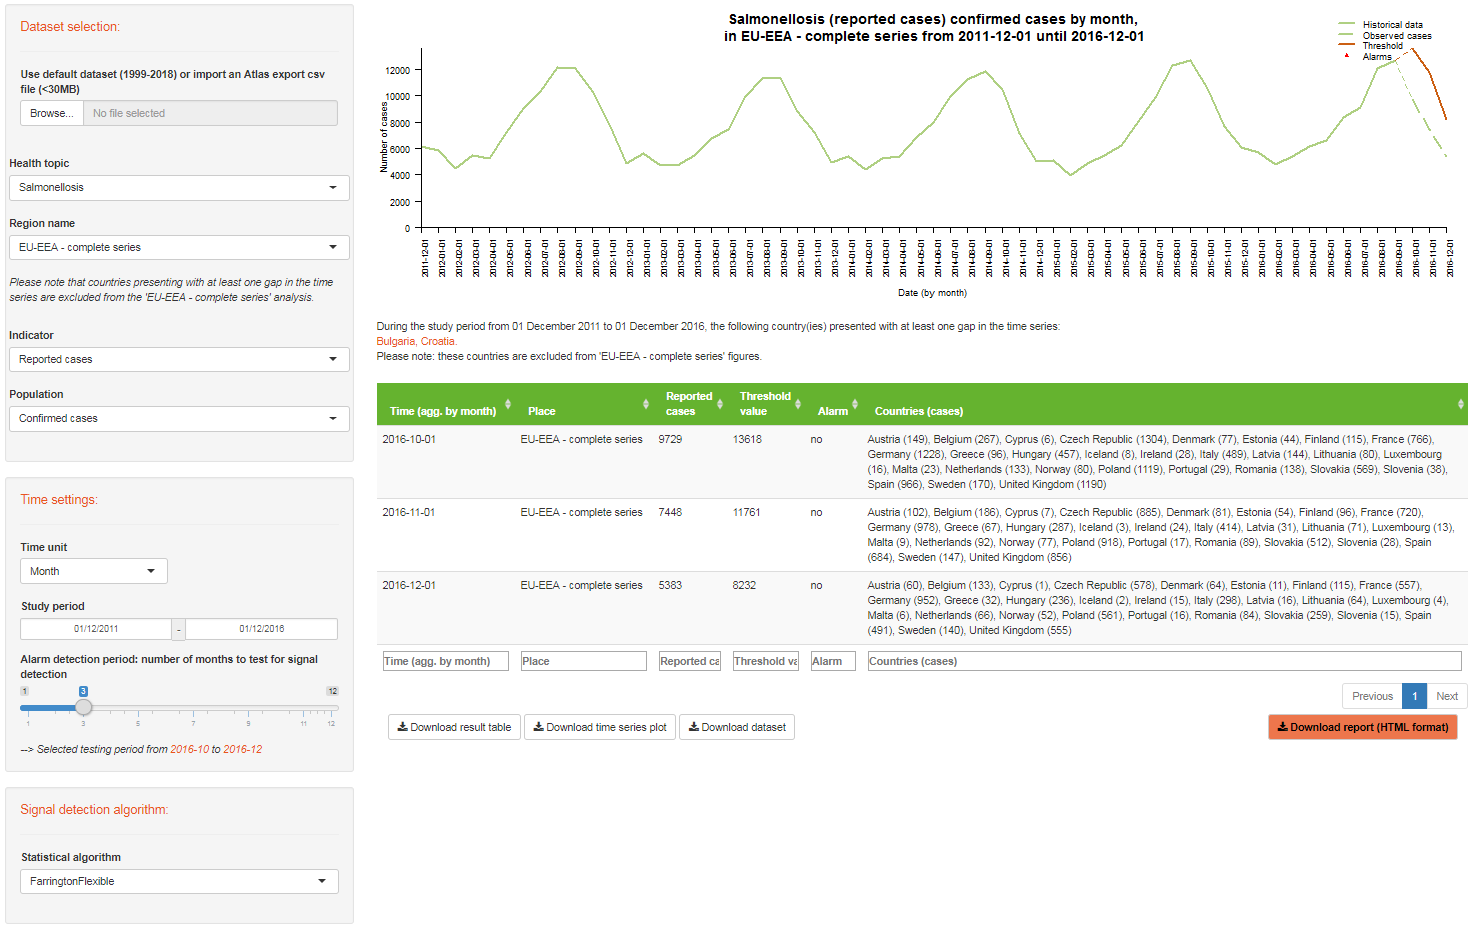 Dataset selection:
Use default dataset (1999-2018) or import an Atlas export csv
file (<30MB)
Browse...
No file selected
Health topic
Salmonellosis
Region name
EU-EEA - complete series
Please note that countries presenting with at least one gap in the time
series are excluded from the 'EU-EEA - complete series' analysis.
Indicator
Reported cases
Population
Confirmed cases
Time settings:
Time unit
Month
Study period
01/12/2011 - 01/12/2016
Alarm detection period: number of months to test for signal
detection
1 3 12
1 3 5 7 9 11 12
--> Selected testing period from 2016-10 to 2016-12
Signal detection algorithm:
Statistical algorithm
FarringtonFlexible
Salmonellosis (reported cases) confirmed cases by month,
in EU-EEA - complete series from 2011-12-01 until 2016-12-01
Historical data
Observed cases
Threshold
Alarms
Number of cases
12000
10000
8000
6000
4000
2000
0
2011-12-01
2012-01-01
2012-02-01
2012-03-01
2012-04-01
2012-05-01
2012-06-01
2012-07-01
2012-08-01
2012-09-01
2012-10-01
2012-11-01
2012-12-01
2013-01-01
2013-02-01
2013-03-01
2013-04-01
2013-05-01
2013-06-01
2013-07-01
2013-08-01
2013-09-01
2013-10-01
2013-11-01
2013-12-01
2014-01-01
2014-02-01
2014-03-01
2014-04-01
2014-05-01
2014-06-01
2014-07-01
2014-08-01
2014-09-01
2014-10-01
2014-11-01
2014-12-01
2015-01-01
2015-02-01
2015-03-01
2015-04-01
2015-05-01
2015-06-01
2015-07-01
2015-08-01
2015-09-01
2015-10-01
2015-11-01
2015-12-01
2016-01-01
2016-02-01
2016-03-01
2016-04-01
2016-05-01
2016-06-01
2016-07-01
2016-08-01
2016-09-01
2016-10-01
2016-11-01
2016-12-01
Date (by month)
During the study period from 01 December 2011 to 01 December 2016, the following country(ies) presented with at least one gap in the time series:
Bulgaria, Croatia.
Please note: these countries are excluded from 'EU-EEA - complete series' figures.
Time (agg. by month) Place Reported cases Threshold value Alarm Countries (cases)
2016-10-01 EU-EEA - complete series 9729 13618 no Austria (149), Belgium (267), Cyprus (6), Czech Republic (1304), Denmark (77), Estonia (44), Finland (115), France (766),
Germany (1228), Greece (96), Hungary (457), Iceland (8), Ireland (28), Italy (489), Latvia (144), Lithuania (80), Luxembourg
(16), Malta (23), Netherlands (133), Norway (80), Poland (1119), Portugal (29), Romania (138), Slovakia (569), Slovenia (38),
Spain (966), Sweden (170), United Kingdom (1190)
2016-11-01 EU-EEA - complete series 7448 11761 no Austria (102), Belgium (186), Cyprus (7), Czech Republic (885), Denmark (81), Estonia (54), Finland (96), France (720),
Germany (978), Greece (67), Hungary (287), Iceland (3), Ireland (24), Italy (414), Latvia (31), Lithuania (71), Luxembourg (13),
Malta (9), Netherlands (92), Norway (77), Poland (918), Portugal (17), Romania (89), Slovakia (512), Slovenia (28), Spain
(684), Sweden (147), United Kingdom (856)
2016-12-01 EU-EEA - complete series 5383 8232 no Austria (60), Belgium (133), Cyprus (1), Czech Republic (578), Denmark (64), Estonia (11), Finland (115), France (557),
Germany (952), Greece (32), Hungary (236), Iceland (2), Ireland (15), Italy (298), Latvia (16), Lithuania (64), Luxembourg (4),
Malta (6), Netherlands (66), Norway (52), Poland (561), Portugal (16), Romania (84), Slovakia (259), Slovenia (15), Spain
(491), Sweden (140), United Kingdom (555)
Time (agg. by month) Place Reported ca Threshold va Alarm Countries (cases)
Previous 1 Next
Download result table
Download time series plot
Download dataset
Download report (HTML format)